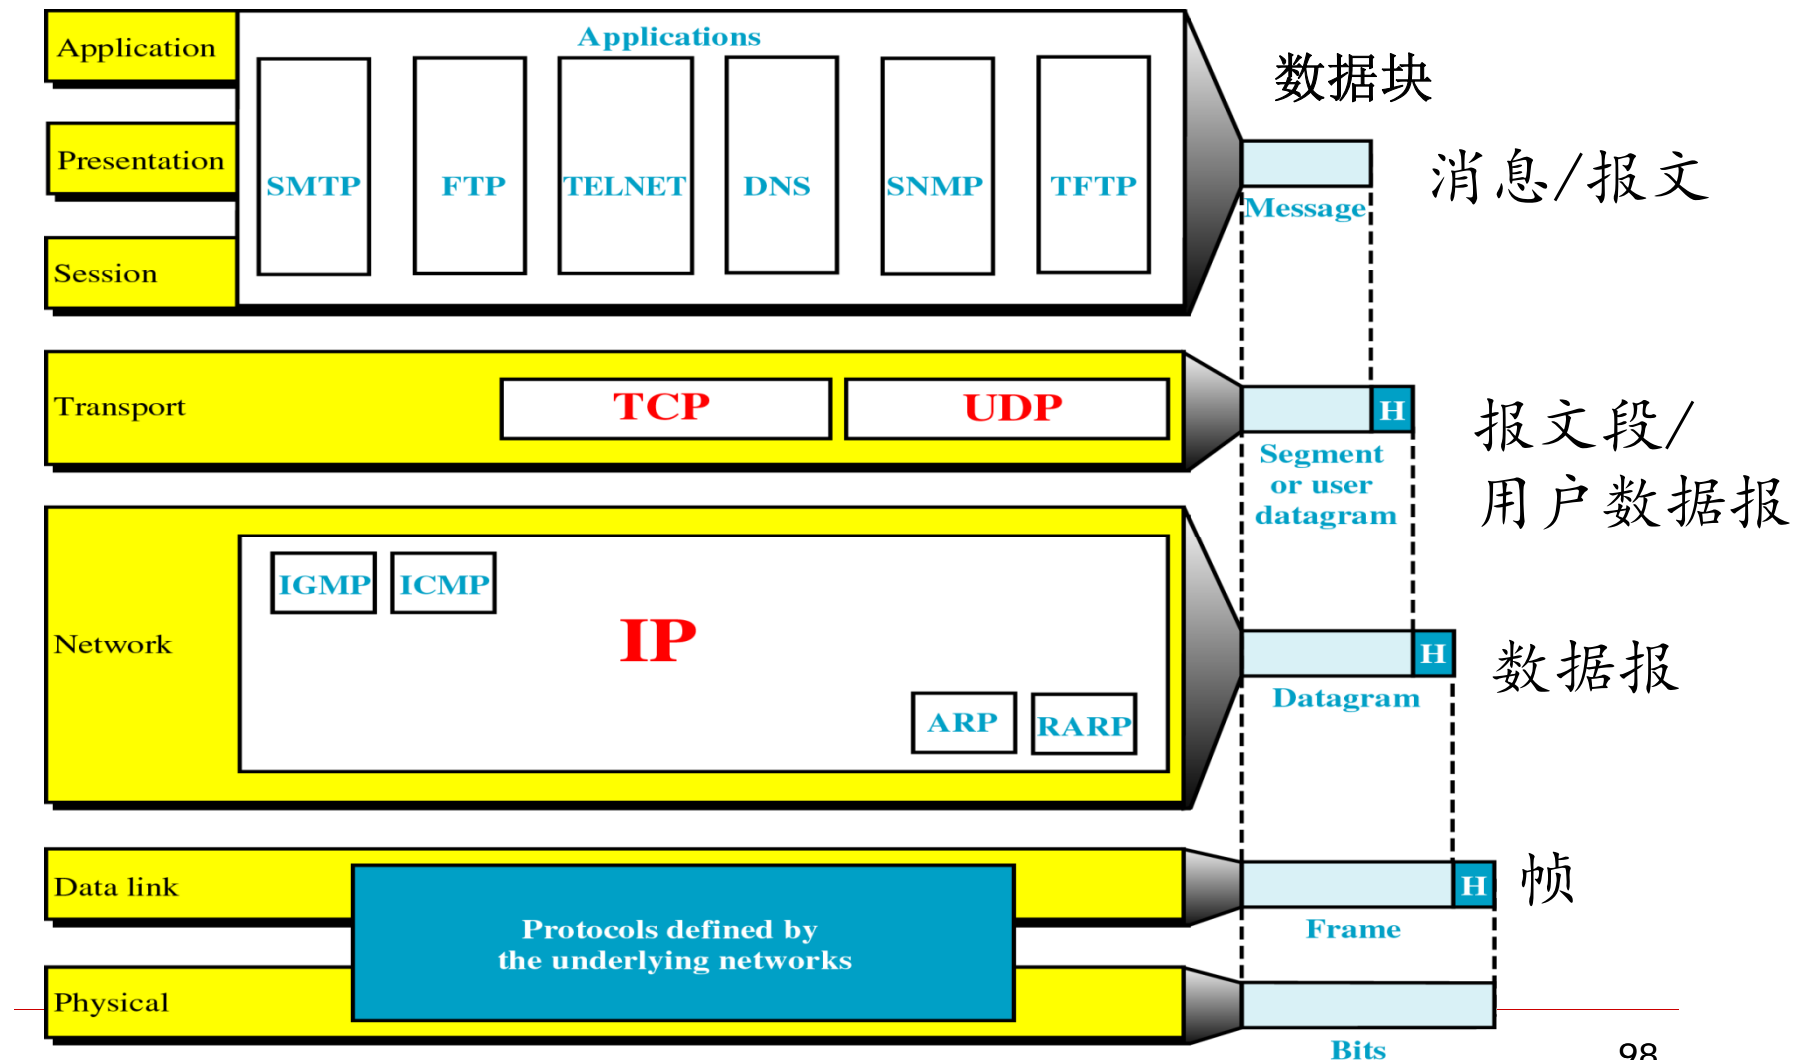 Application
Applications
数据块
Presentation
SMTP
FTP
TELNET
DNS
SNMP
TFTP
Message
消息/报文
Session
Transport
TCP
UDP
H
Segment
or user
datagram
报文段/
用户数据报
IGMP
ICMP
Network
IP
ARP
RARP
H
Datagram
数据报
Data link
Protocols defined by
the underlying networks
H
Frame
帧
Physical
Bits
98